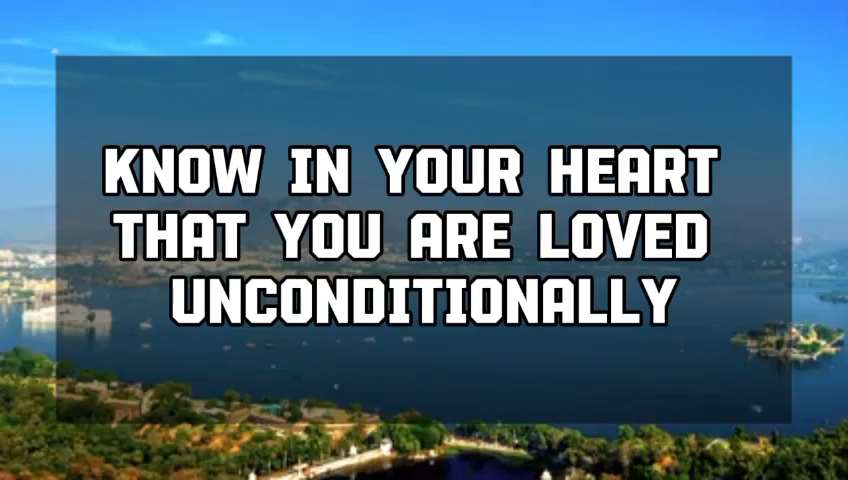 KNOW IN YOUR HEART
THAT YOU ARE LOVED
UNCONDITIONALLY